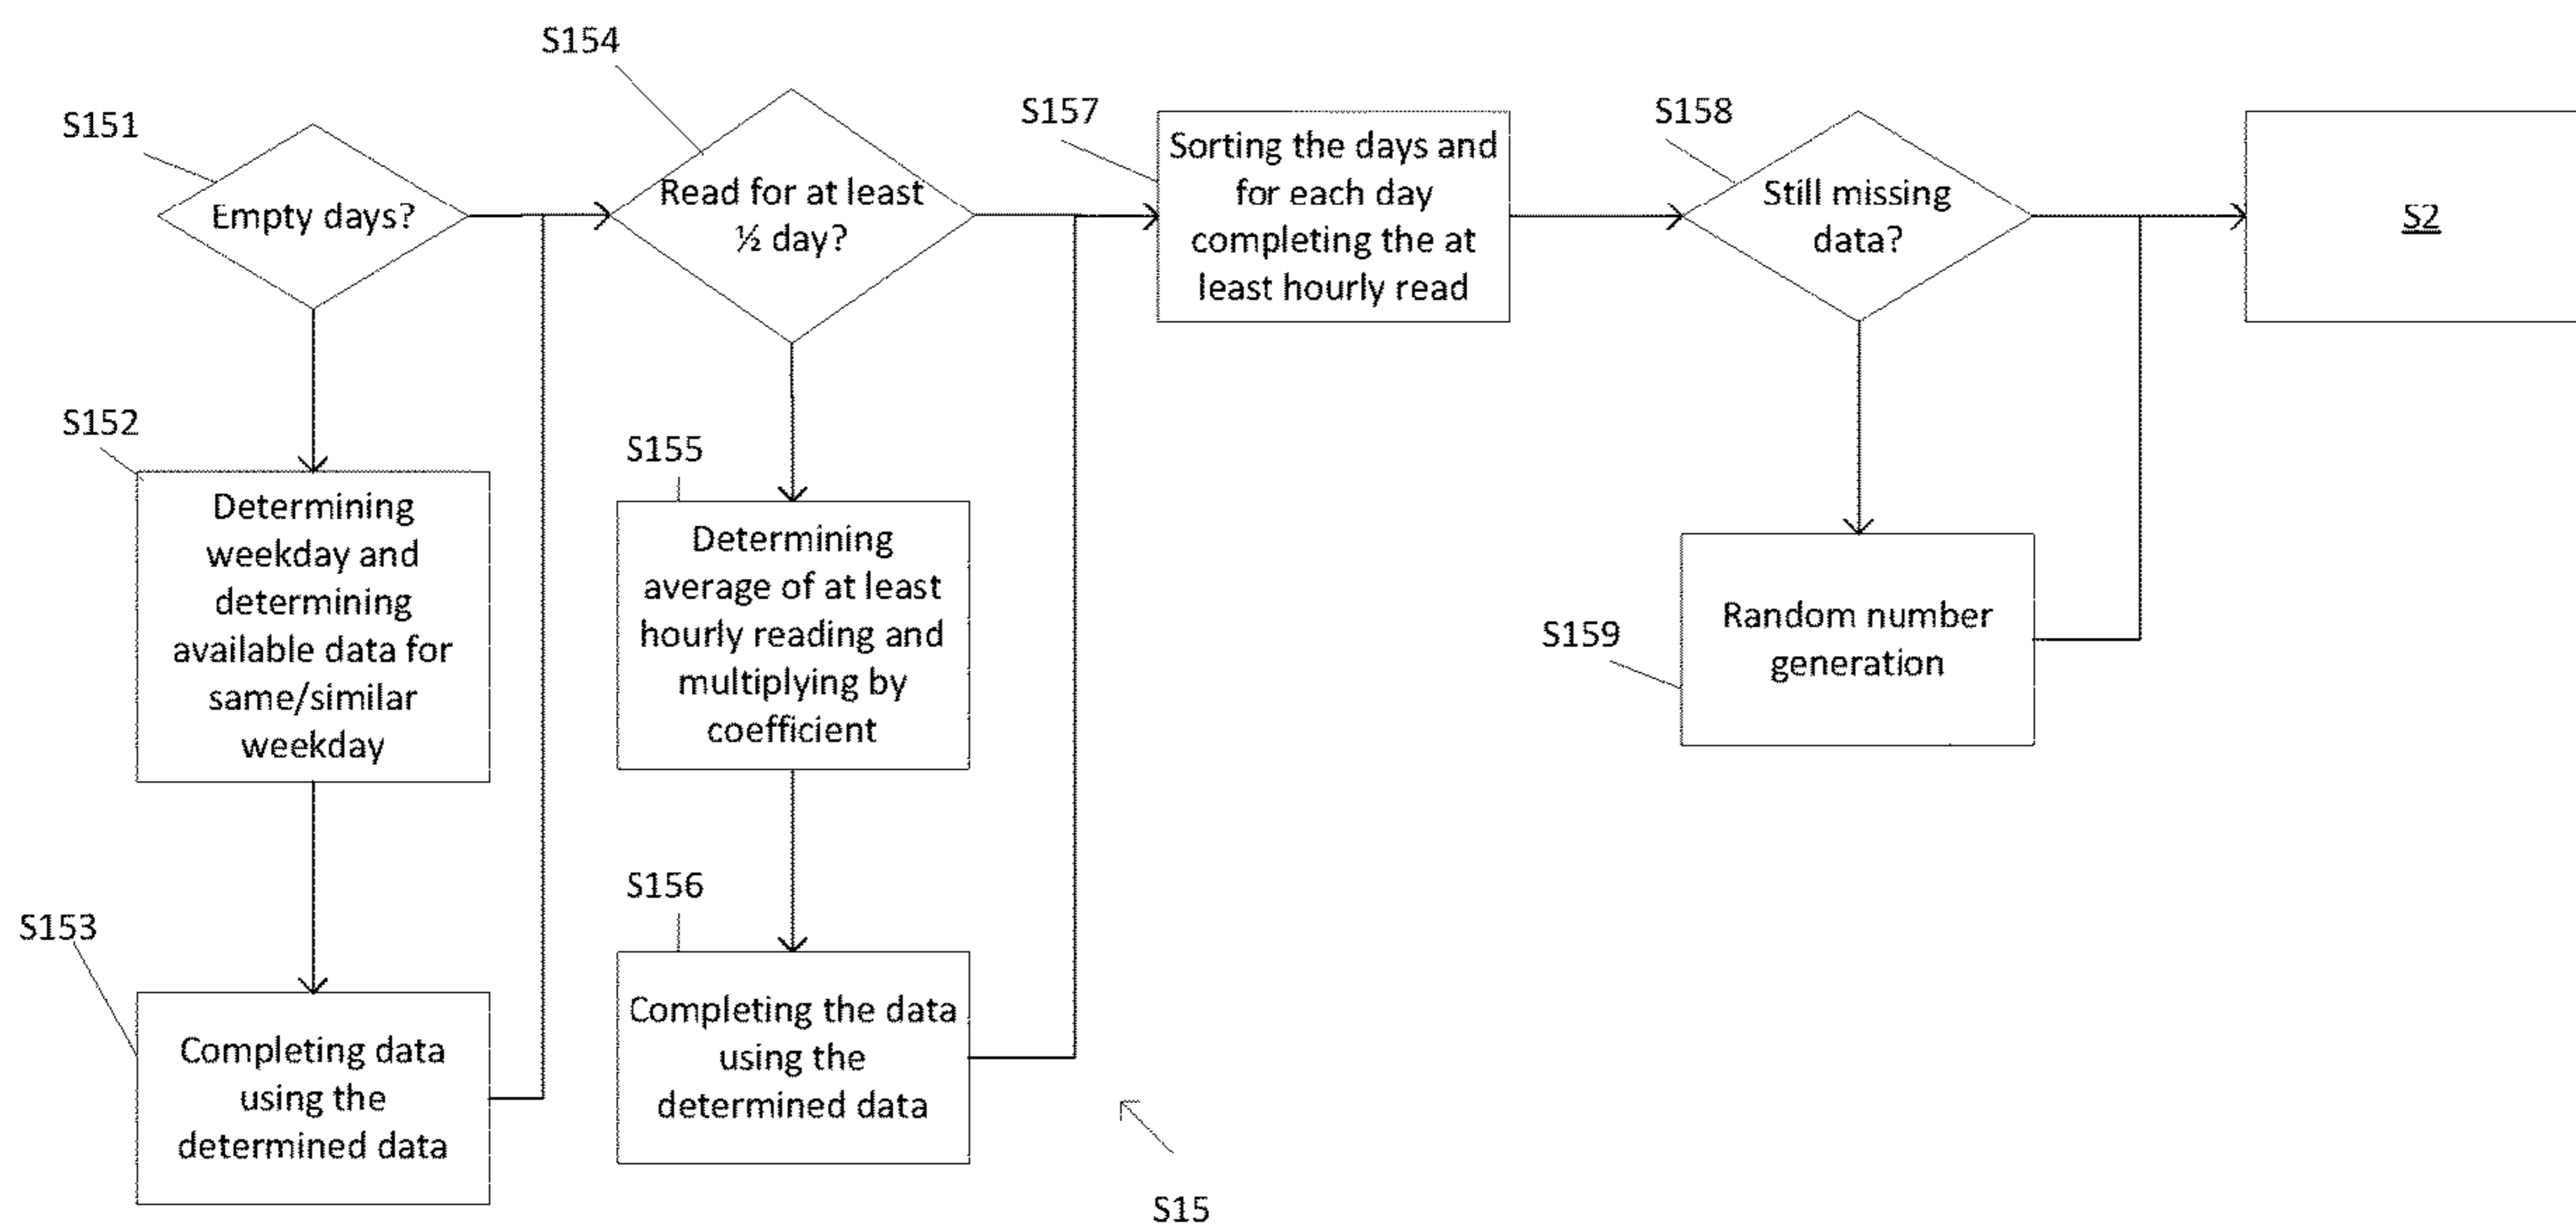 S154
S151
S157
S158
Empty days?
Read for at least
½ day?
Sorting the days and
for each day
completing the at
least hourly read
Still missing
data?
S2
S152
Determining
weekday and
determining
available data for
same/similar
weekday
S155
Determining
average of at least
hourly reading and
multiplying by
coefficient
S159
Random number
generation
S153
Completing data
using the
determined data
S156
Completing the data
using the
determined data
S15